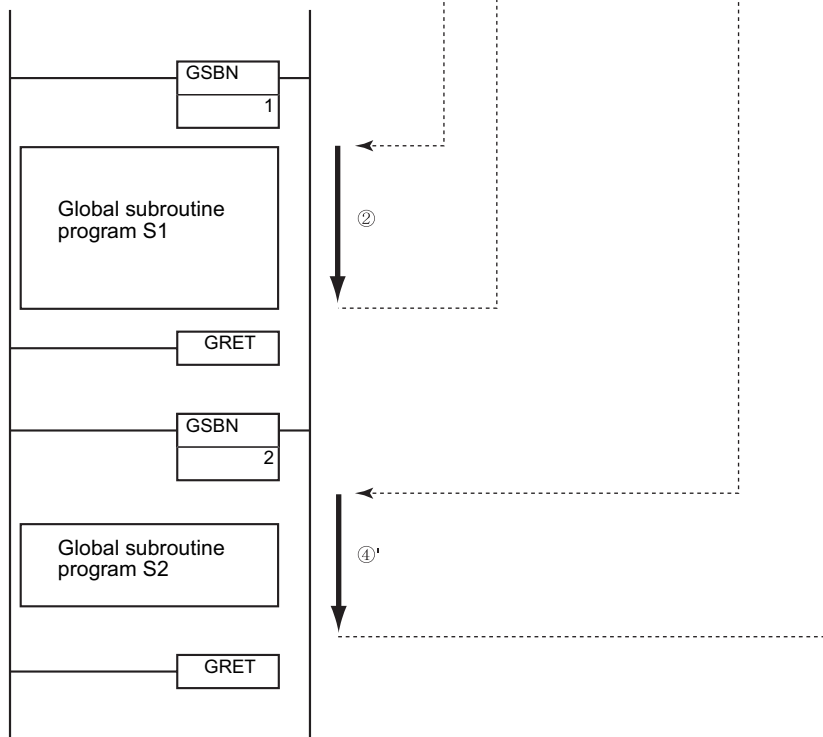 GSBN
1
Global subroutine
program S1
②
GRET
GSBN
2
Global subroutine
program S2
④'
GRET